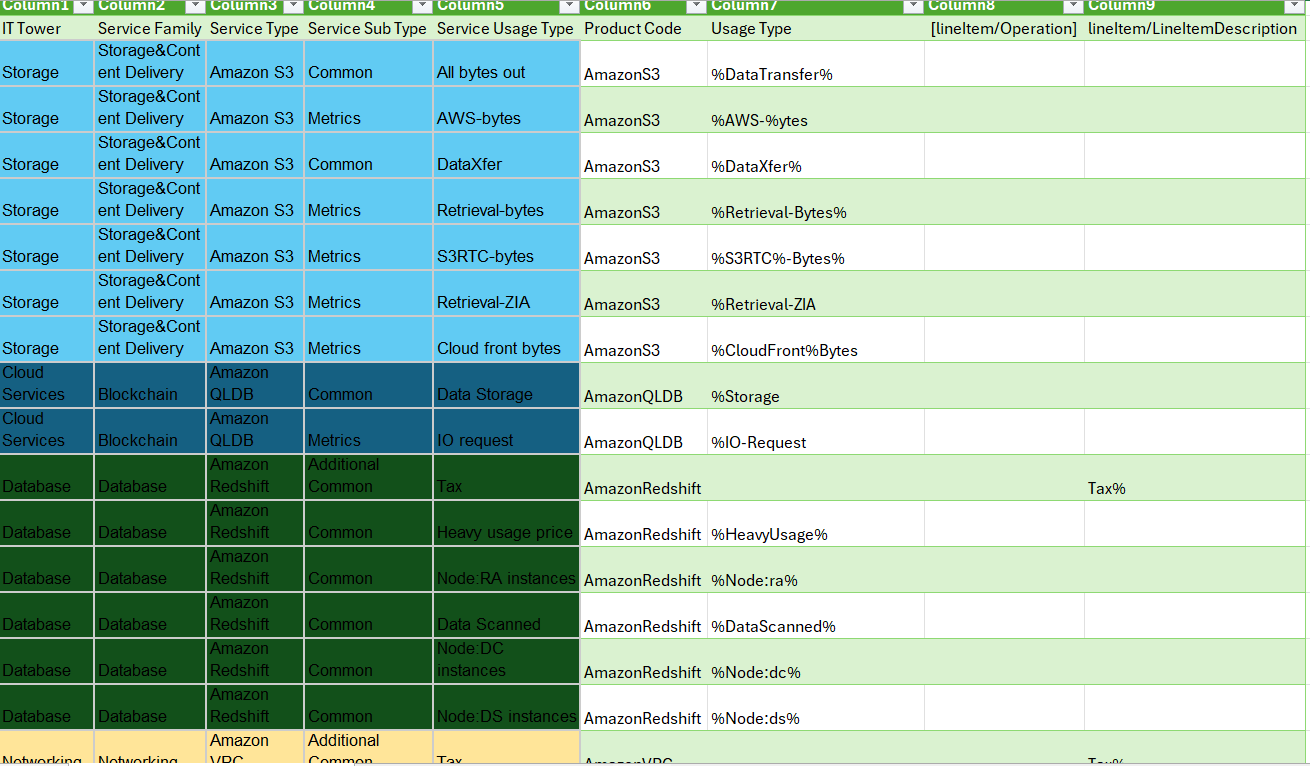 Column1 Column2 Column3 Column4 Column5 Column6 Column7 Column8 Column9
IT Tower Service Family Service Type Service Sub Type Service Usage Type Product Code Usage Type [lineItem/Operation] lineItem/LineItemDescription
Storage Storage&Content Delivery Amazon S3 Common All bytes out AmazonS3 %DataTransfer%
Storage Storage&Content Delivery Amazon S3 Metrics AWS-bytes AmazonS3 %AWS-%ytes
Storage Storage&Content Delivery Amazon S3 Common DataXfer AmazonS3 %DataXfer%
Storage Storage&Content Delivery Amazon S3 Metrics Retrieval-bytes AmazonS3 %Retrieval-Bytes%
Storage Storage&Content Delivery Amazon S3 Metrics S3RTC-bytes AmazonS3 %S3RTC%-Bytes%
Storage Storage&Content Delivery Amazon S3 Metrics Retrieval-ZIA AmazonS3 %Retrieval-ZIA
Storage Storage&Content Delivery Amazon S3 Metrics Cloud front bytes AmazonS3 %CloudFront%Bytes
Cloud Services Blockchain Amazon QLDB Common Data Storage AmazonQLDB %Storage
Cloud Services Blockchain Amazon QLDB Metrics IO request AmazonQLDB %IO-Request
Database Database Amazon Redshift Additional Common Tax AmazonRedshift Tax%
Database Database Amazon Redshift Common Heavy usage price AmazonRedshift %HeavyUsage%
Database Database Amazon Redshift Common Node:RA instances AmazonRedshift %Node:ra%
Database Database Amazon Redshift Common Data Scanned AmazonRedshift %DataScanned%
Database Database Amazon Redshift Common Node:DC instances AmazonRedshift %Node:dc%
Database Database Amazon Redshift Common Node:DS instances AmazonRedshift %Node:ds%
Networking Networking Amazon VPC Additional Common Tax AmazonVPC Tax%